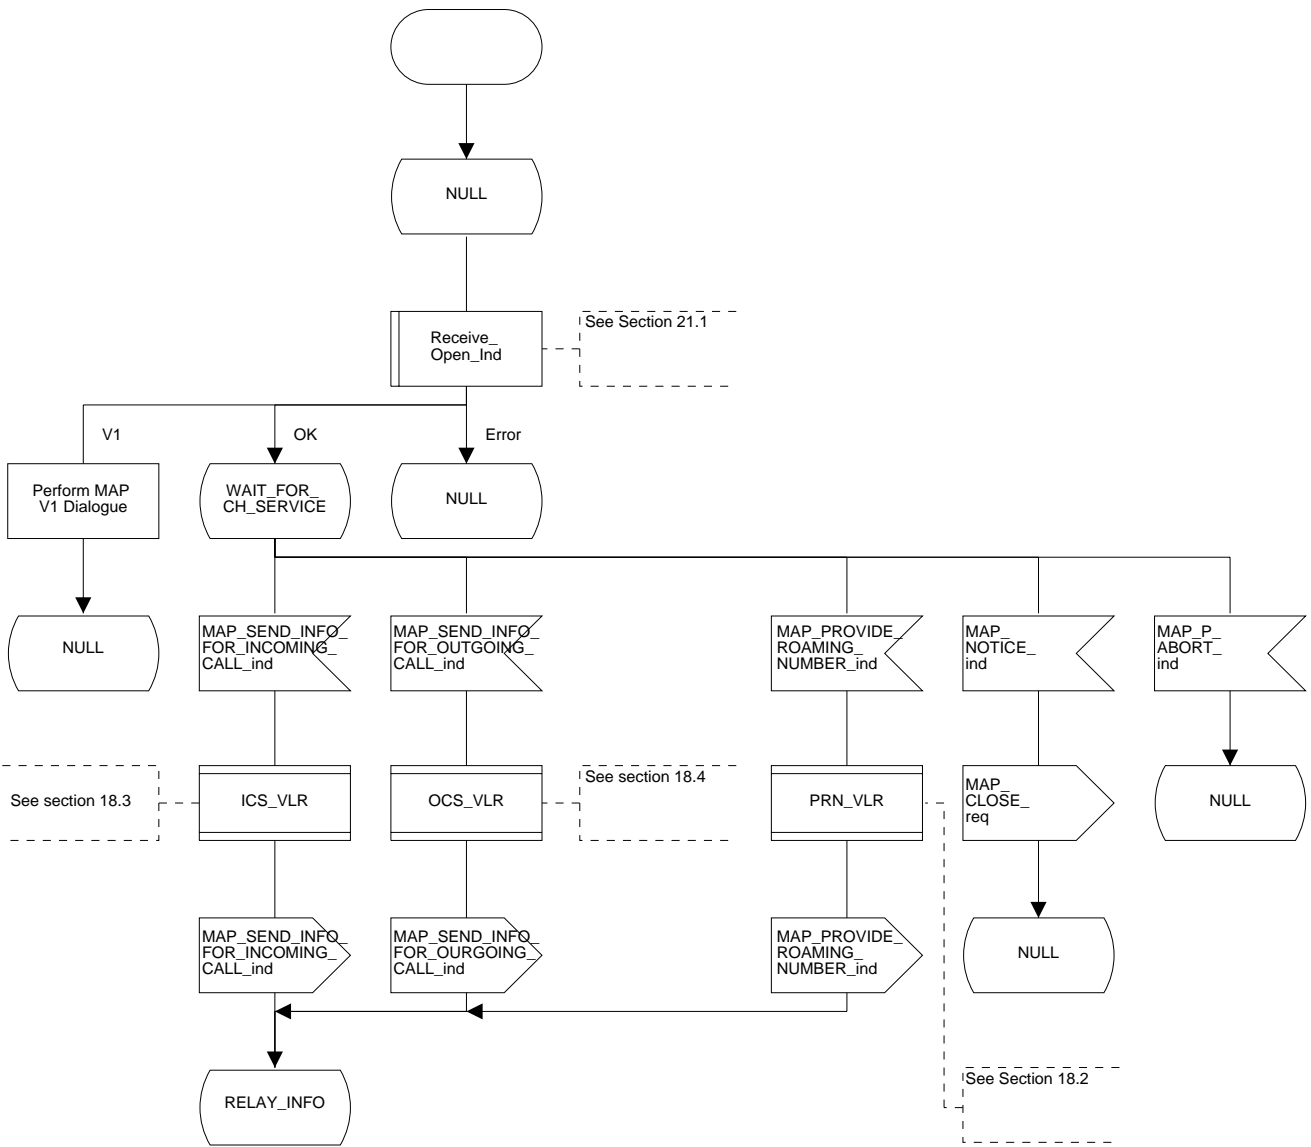 NULL
Receive_
Open_Ind
See Section 21.1
V1
OK
Error
Perform MAP
V1 Dialogue
WAIT_FOR_
CH_SERVICE
NULL
NULL
MAP_SEND_INFO_
FOR_INCOMING_
CALL_ind
MAP_SEND_INFO_
FOR_OUTGOING_
CALL_ind
MAP_PROVIDE_
ROAMING_
NUMBER_ind
MAP_
NOTICE_
ind
MAP_P_
ABORT_
ind
See section 18.3
ICS_VLR
OCS_VLR
See section 18.4
PRN_VLR
MAP_
CLOSE_
req
NULL
MAP_SEND_INFO_
FOR_INCOMING_
CALL_ind
MAP_SEND_INFO_
FOR_OURGOING_
CALL_ind
MAP_PROVIDE_
ROAMING_
NUMBER_ind
NULL
RELAY_INFO
See Section 18.2